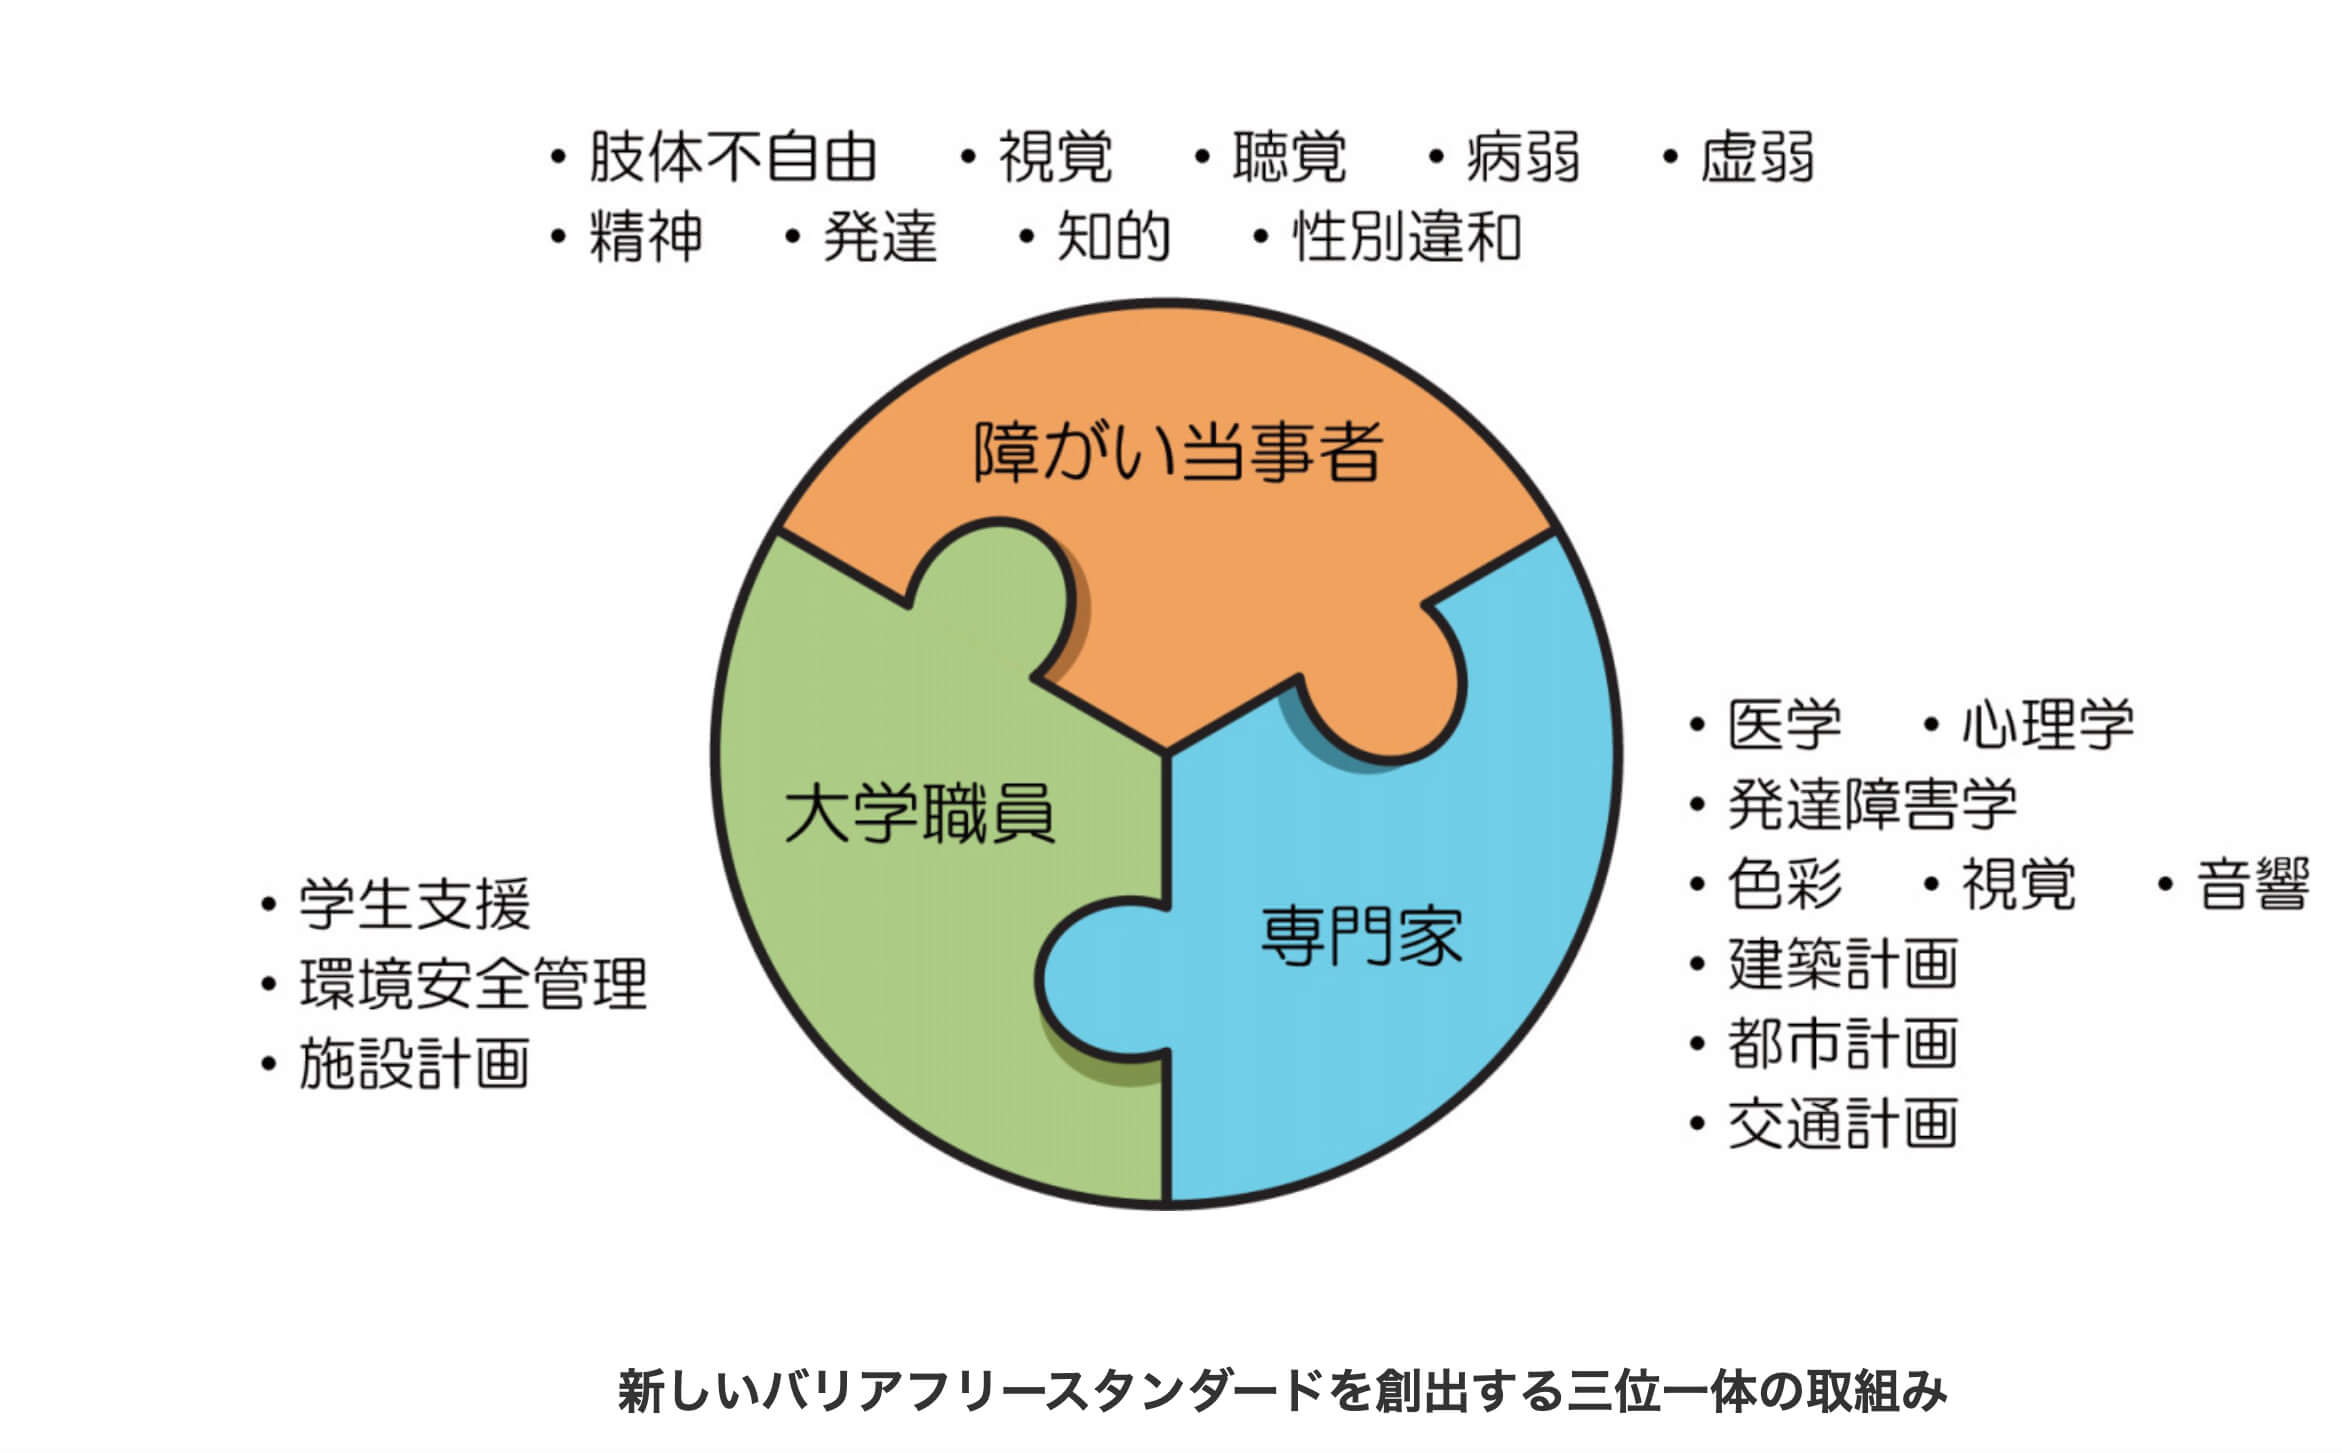 ・肢体不自由 ・視覚 ・聴覚 ・病弱 ・虚弱
・精神 ・発達 ・知的 ・性別違和
障がい当事者
大学職員
専門家
・学生支援
・環境安全管理
・施設計画
・医学 ・心理学
・発達障害学
・色彩 ・視覚 ・音響
・建築計画
・都市計画
・交通計画
新しいバリアフリースタンダードを創出する三位一体の取組み